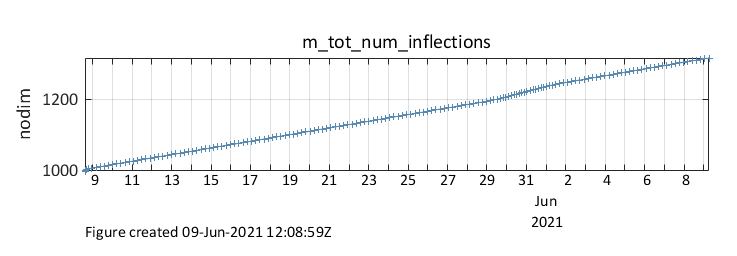 m_tot_num_inflections
nodim
1200
1000
9 11 13 15 17 19 21 23 25 27 29 31 2 4 6 8
Jun
2021
Figure created 09-Jun-2021 12:08:59Z